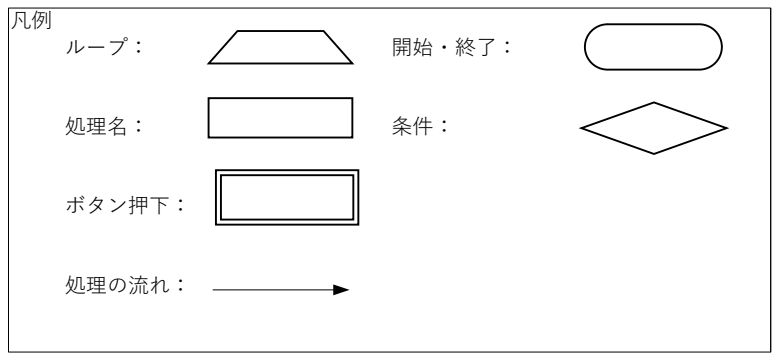 凡例
ループ： 開始・終了：
処理名： 条件：
ボタン押下：
処理の流れ：